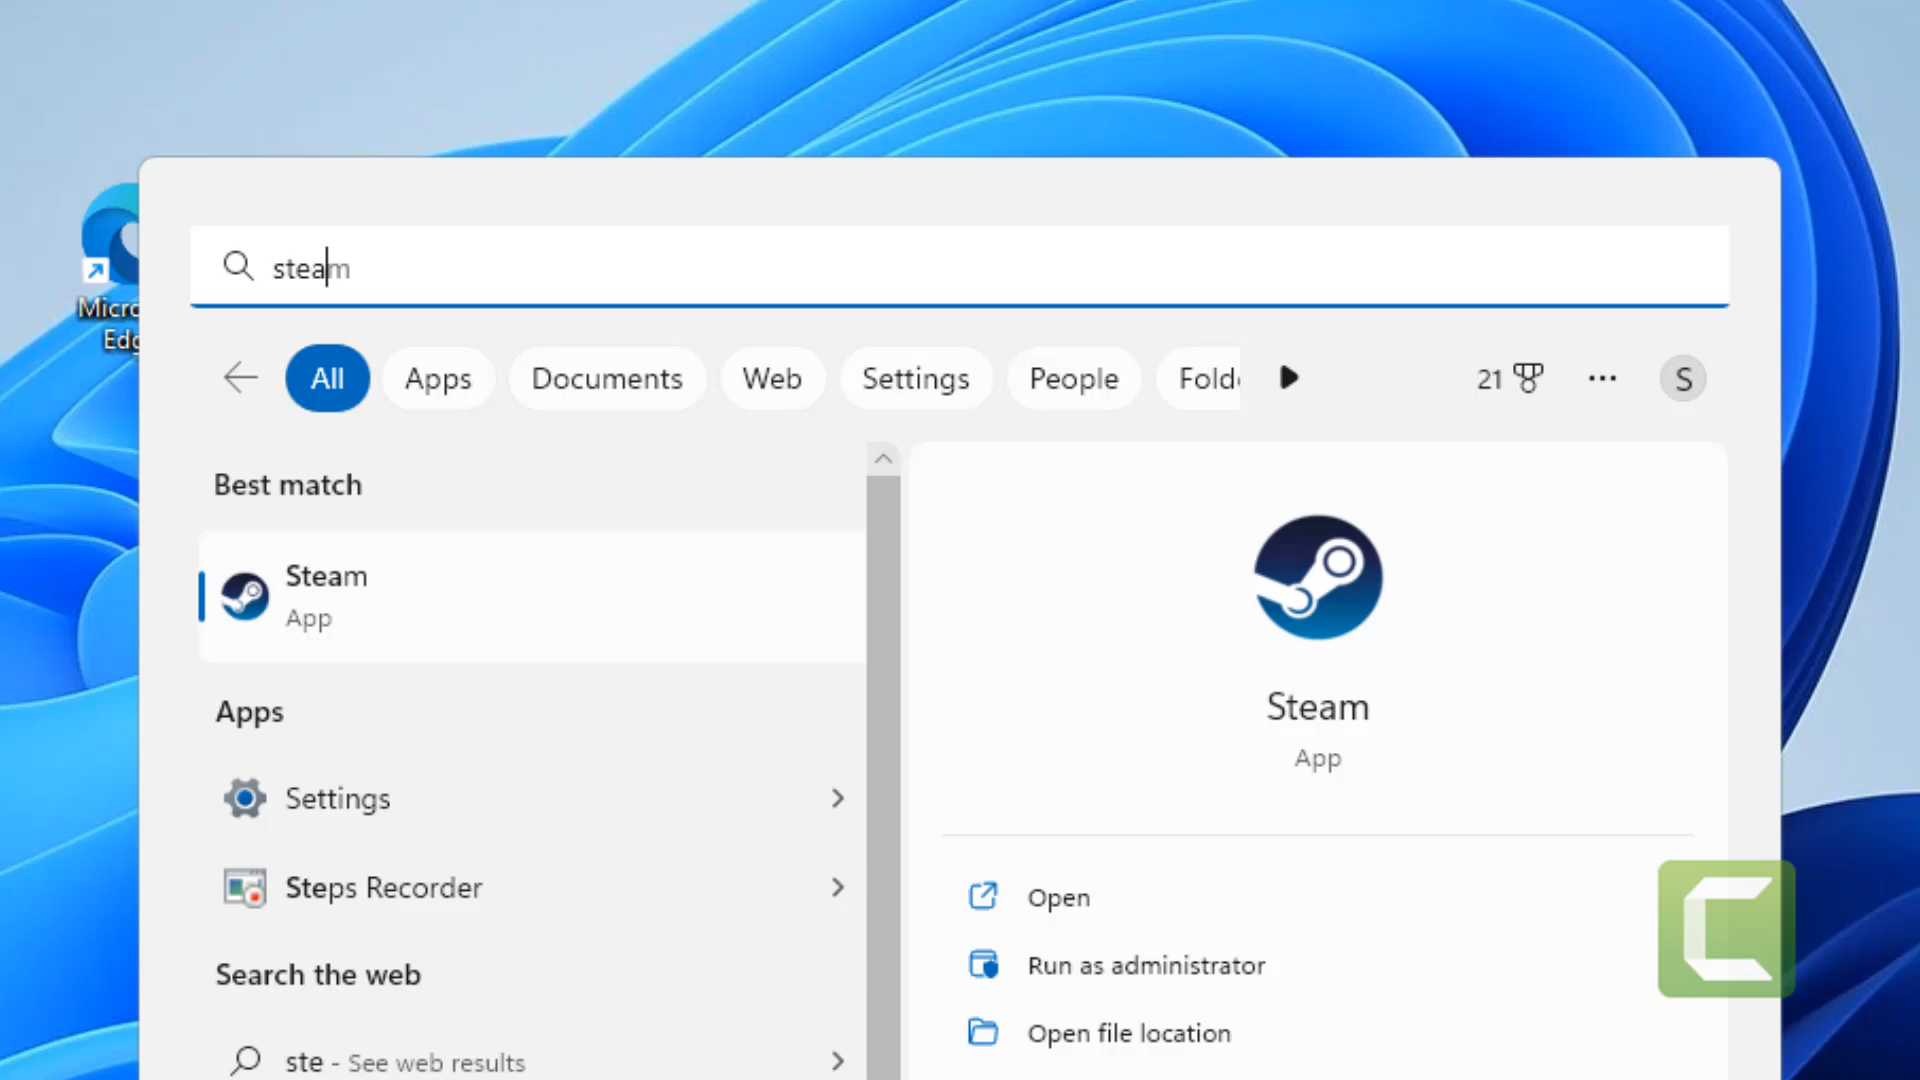 Micro
Edg
steam
All Apps Documents Web Settings People Folde 21 S
Best match
Steam
App
Apps
Settings
Steps Recorder
Search the web
ste - See web results
Steam
App
Open
Run as administrator
Open file location